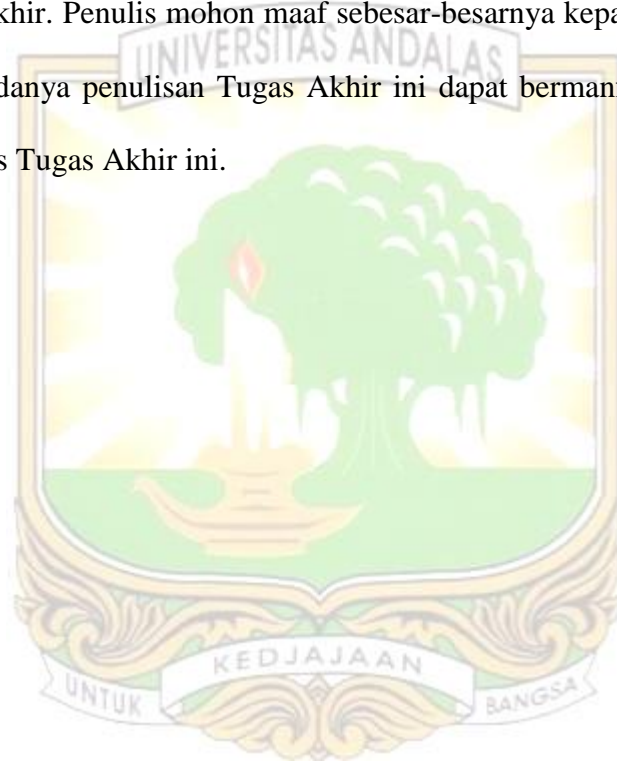 khir. Penulis mohon maaf sebesar-besarnya kepa
UNIVERSITAS ANDALAS
danya penulisan Tugas Akhir ini dapat berman
s Tugas Akhir ini.
UNTUK KEDJAJAAN BANGSA